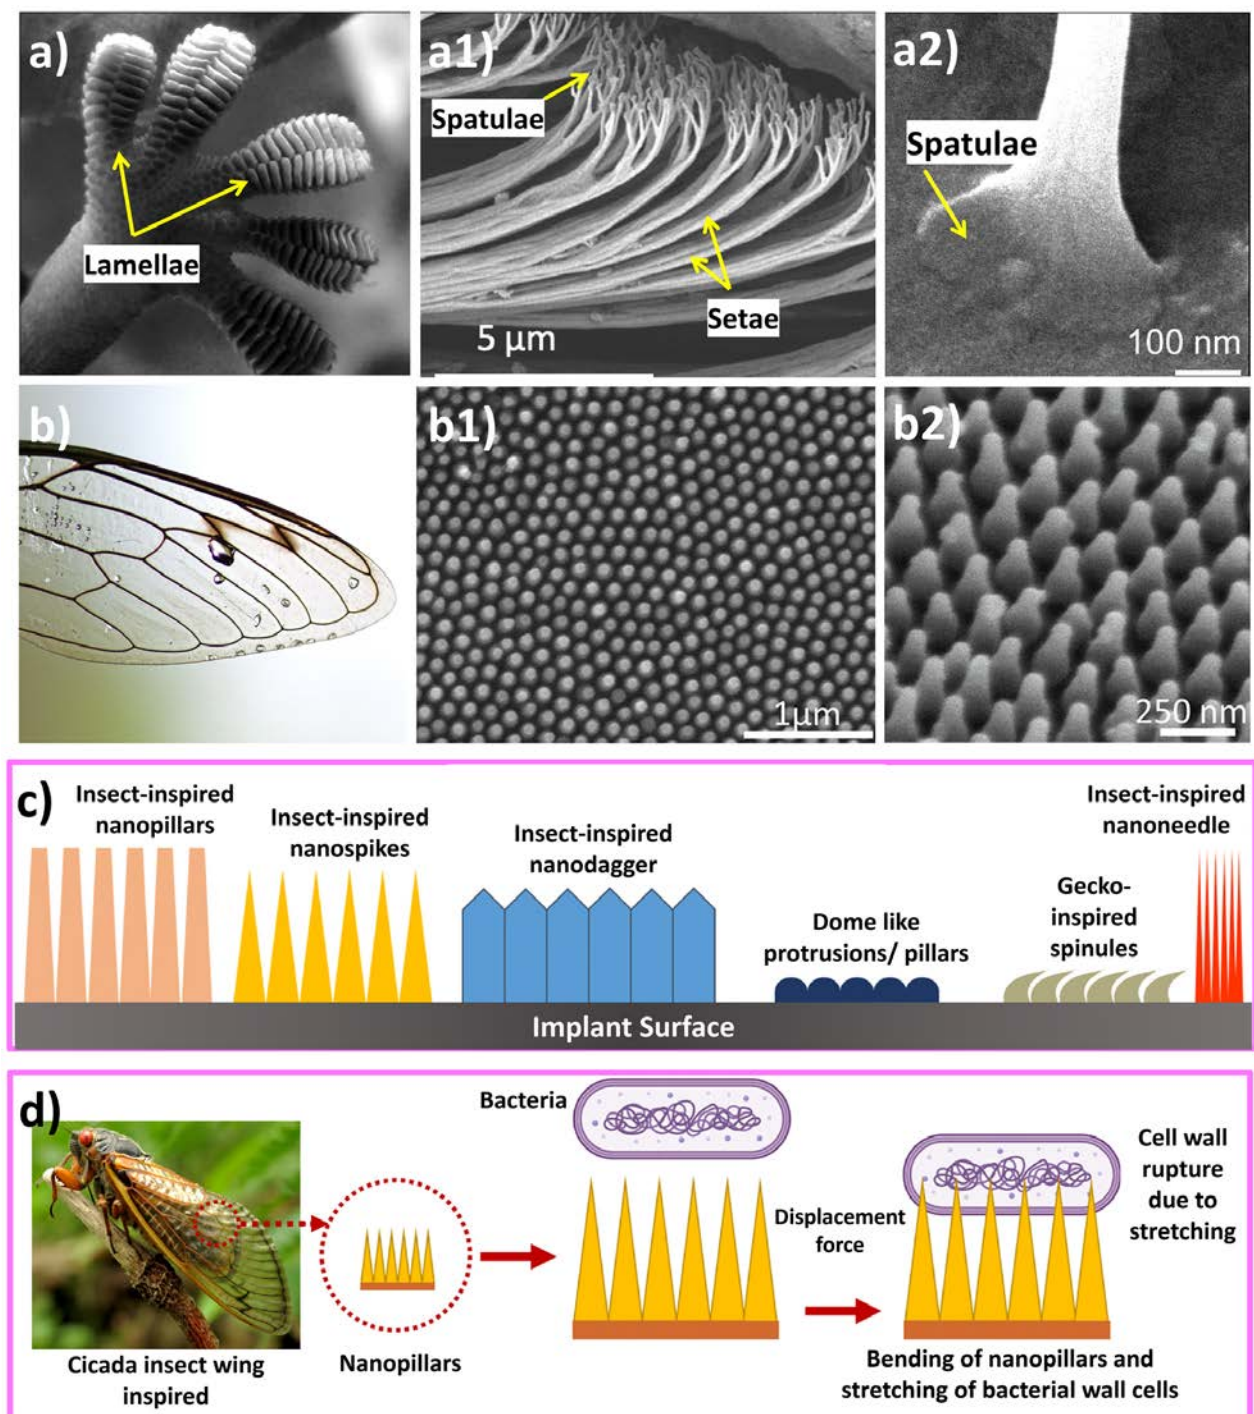 a)
Lamellae
a1)
Spatulae
Setae
5 μm
a2)
Spatulae
100 nm
b)
b1)
1μm
b2)
250 nm
c)
Insect-inspired
nanopillars
Insect-inspired
nanospikes
Insect-inspired
nanodagger
Dome like
protrusions/ pillars
Gecko-
inspired
spinules
Insect-inspired
nanoneedle
Implant Surface
d)
Cicada insect wing
inspired
Nanopillars
Bacteria
Displacement
force
Cell wall
rupture
due to
stretching
Bending of nanopillars and
stretching of bacterial wall cells